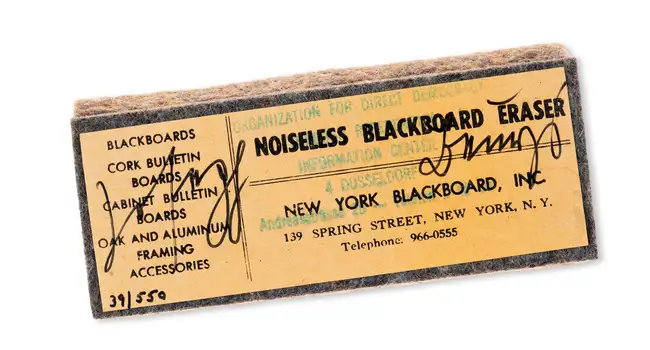 BLACKBOARDS
CORK BULLETIN
BOARDS
CABINET BULLETIN
BOARDS
OAK AND ALUMINUM
FRAMING
ACCESSORIES
39/550
NOISELESS BLACKBOARD ERASER
NEW YORK BLACKBOARD, INC.
139 SPRING STREET, NEW YORK, N. Y.
Telephone: 966-0555
ORGANIZATION FOR DIRECT DEMOCRACY
INFORMATION CENTER
4 DUSSELDORF